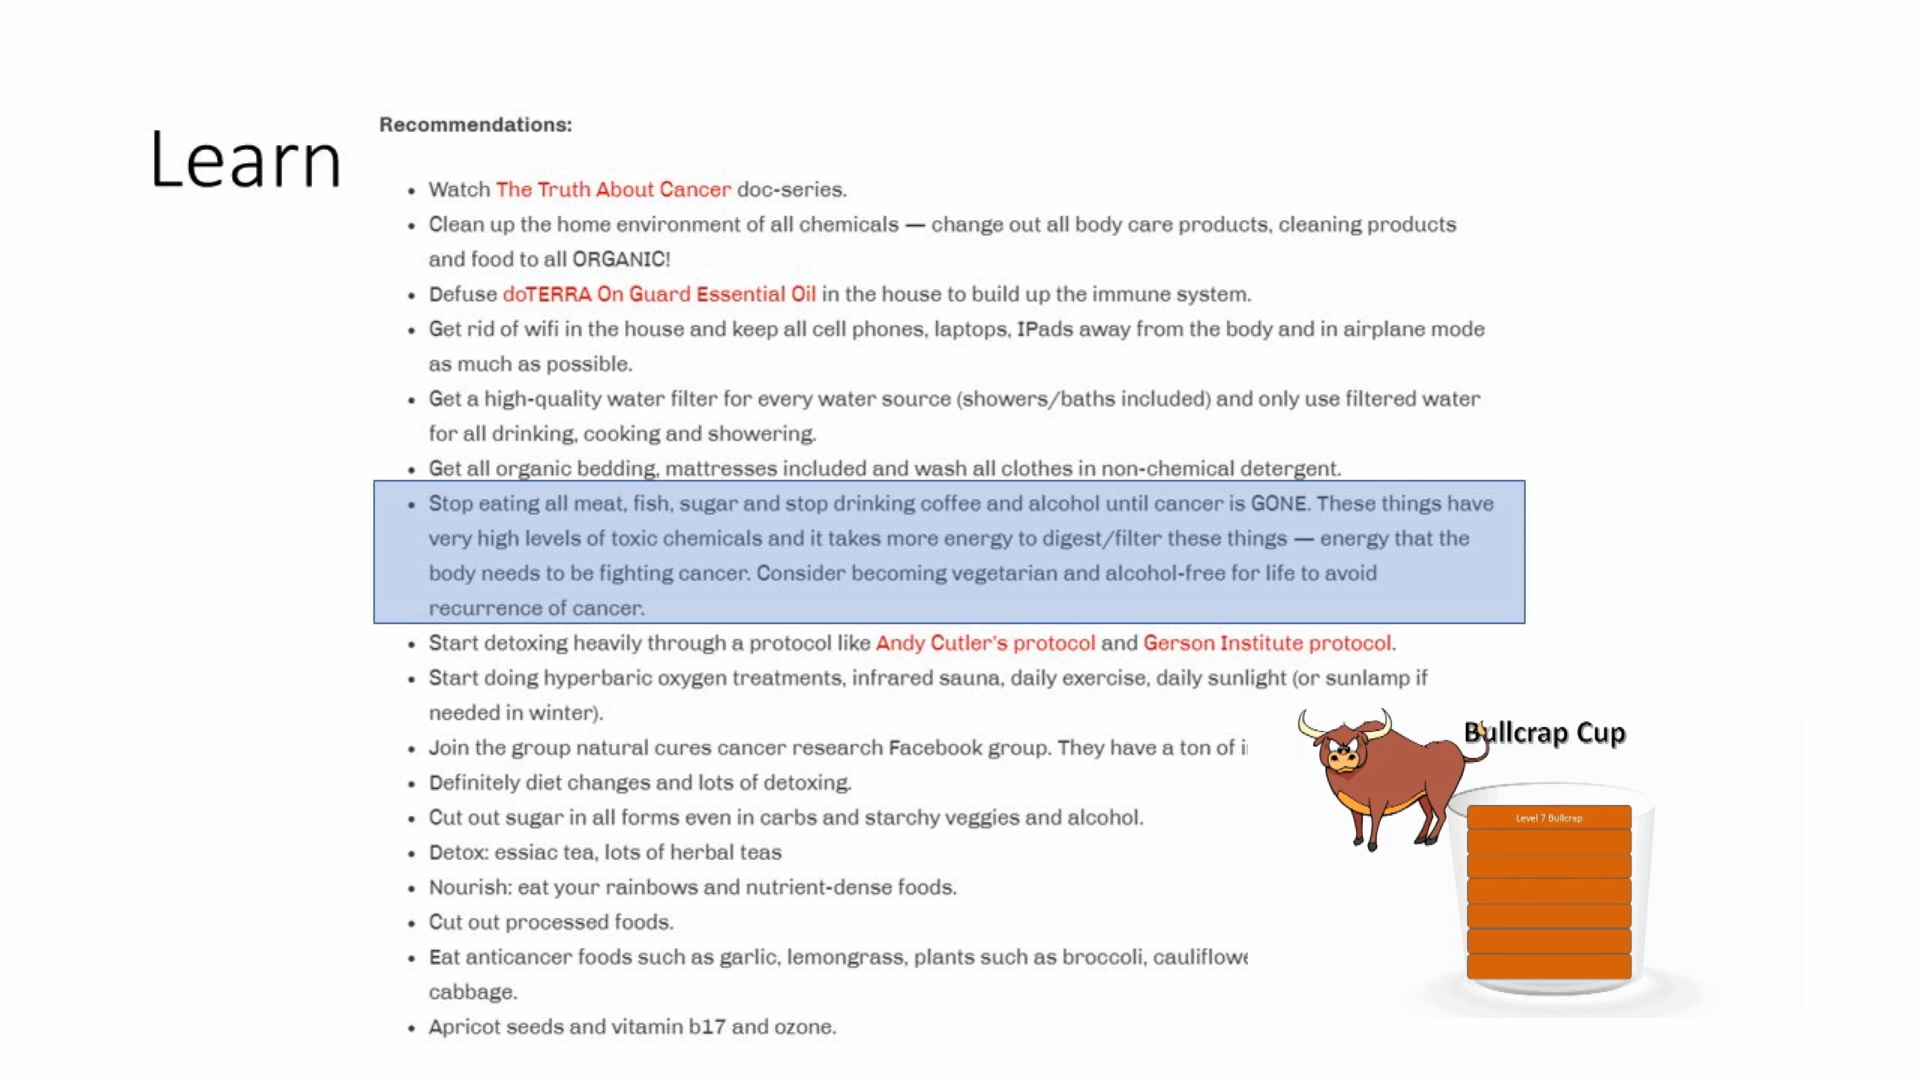 Learn
Recommendations:
Watch The Truth About Cancer doc-series.
Clean up the home environment of all chemicals — change out all body care products, cleaning products
and food to all ORGANIC!
Defuse doTERRA On Guard Essential Oil in the house to build up the immune system.
Get rid of wifi in the house and keep all cell phones, laptops, IPads away from the body and in airplane mode
as much as possible.
Get a high-quality water filter for every water source (showers/baths included) and only use filtered water
for all drinking, cooking and showering.
Get all organic bedding, mattresses included and wash all clothes in non-chemical detergent.
Stop eating all meat, fish, sugar and stop drinking coffee and alcohol until cancer is GONE. These things have
very high levels of toxic chemicals and it takes more energy to digest/filter these things — energy that the
body needs to be fighting cancer. Consider becoming vegetarian and alcohol-free for life to avoid
recurrence of cancer.
Start detoxing heavily through a protocol like Andy Cutler's protocol and Gerson Institute protocol.
Start doing hyperbaric oxygen treatments, infrared sauna, daily exercise, daily sunlight (or sunlamp if
needed in winter).
Join the group natural cures cancer research Facebook group. They have a ton of
Definitely diet changes and lots of detoxing.
Cut out sugar in all forms even in carbs and starchy veggies and alcohol.
Detox: essiac tea, lots of herbal teas
Nourish: eat your rainbows and nutrient-dense foods.
Cut out processed foods.
Eat anticancer foods such as garlic, lemongrass, plants such as broccoli,
cabbage.
Apricot seeds and vitamin b17 and ozone.
Bullcrap Cup
Level 7 Bullcrap